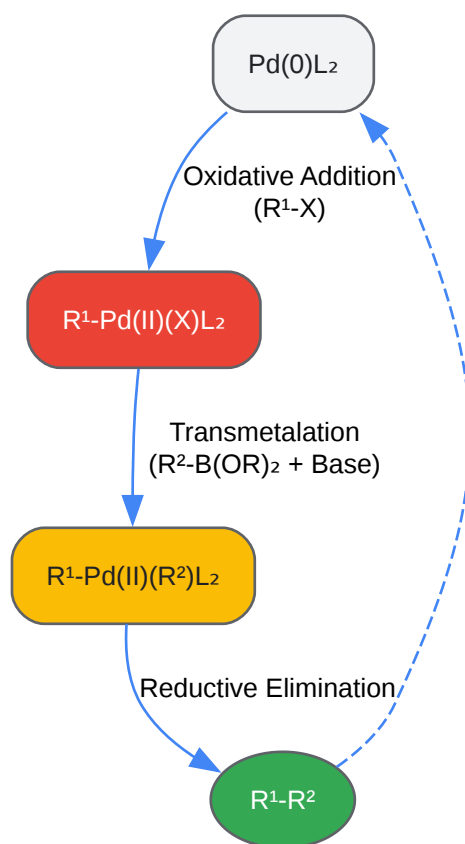 Pd(0)L₂
Oxidative Addition
(R¹-X)
R¹-Pd(II)(X)L₂
Transmetalation
(R²-B(OR)₂ + Base)
R¹-Pd(II)(R²)L₂
Reductive Elimination
R¹-R²